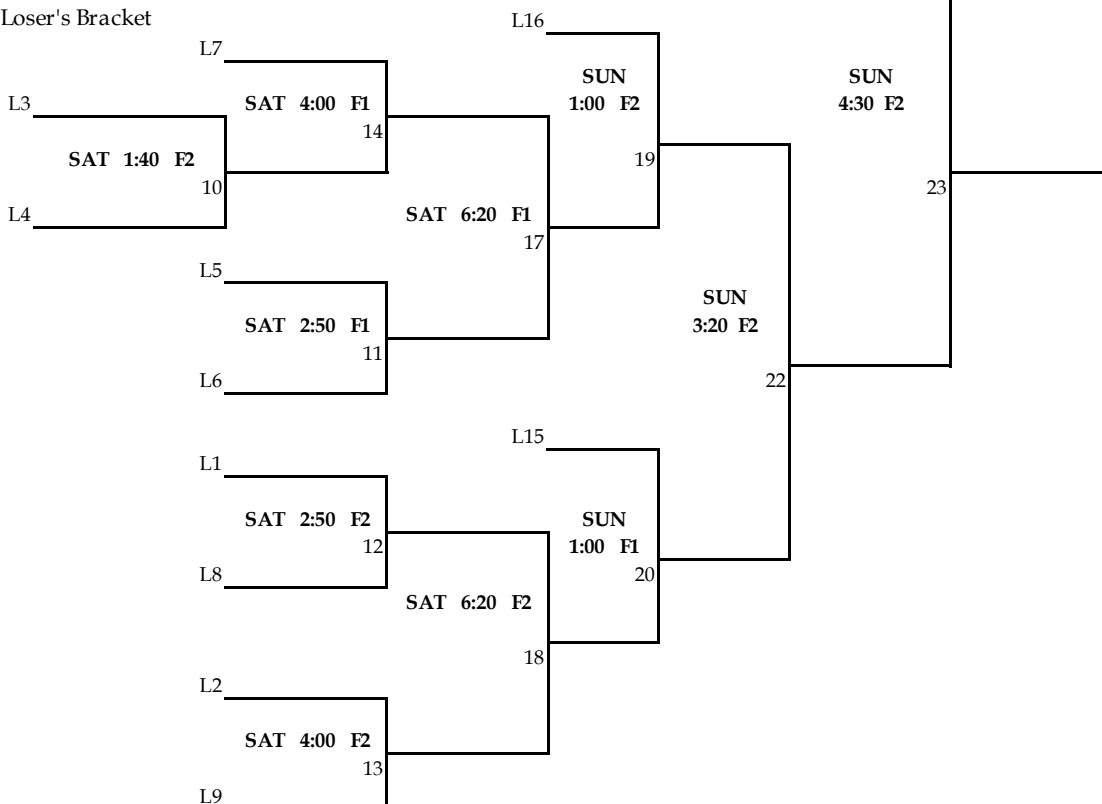 Loser's Bracket
L16
L7
SUN
1:00 F2
SUN
4:30 F2
L3
SAT 4:00 F1
14
SAT 1:40 F2
19
10
23
L4
SAT 6:20 F1
17
L5
SUN
3:20 F2
SAT 2:50 F1
11
L6
22
L15
L1
SAT 2:50 F2
SUN
1:00 F1
12
L8
20
SAT 6:20 F2
18
L2
SAT 4:00 F2
13
L9